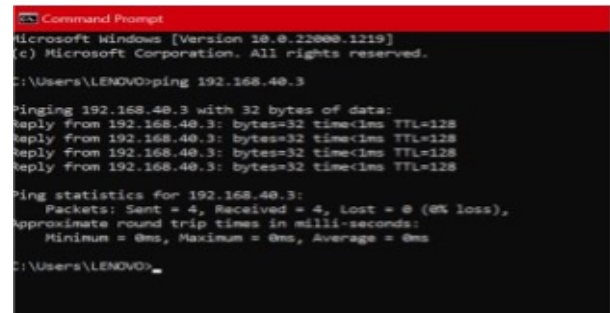 Command Prompt
Microsoft Windows [Version 10.0.22000.1219]
(c) Microsoft Corporation. All rights reserved.
C:\Users\LENOVO>ping 192.168.40.3
Pinging 192.168.40.3 with 32 bytes of data:
Reply from 192.168.40.3: bytes=32 time<1ms TTL=128
Reply from 192.168.40.3: bytes=32 time<1ms TTL=128
Reply from 192.168.40.3: bytes=32 time<1ms TTL=128
Reply from 192.168.40.3: bytes=32 time<1ms TTL=128
Ping statistics for 192.168.40.3:
Packets: Sent = 4, Received = 4, Lost = 0 (0% loss),
Approximate round trip times in milli-seconds:
Minimum = 0ms, Maximum = 0ms, Average = 0ms
C:\Users\LENOVO>